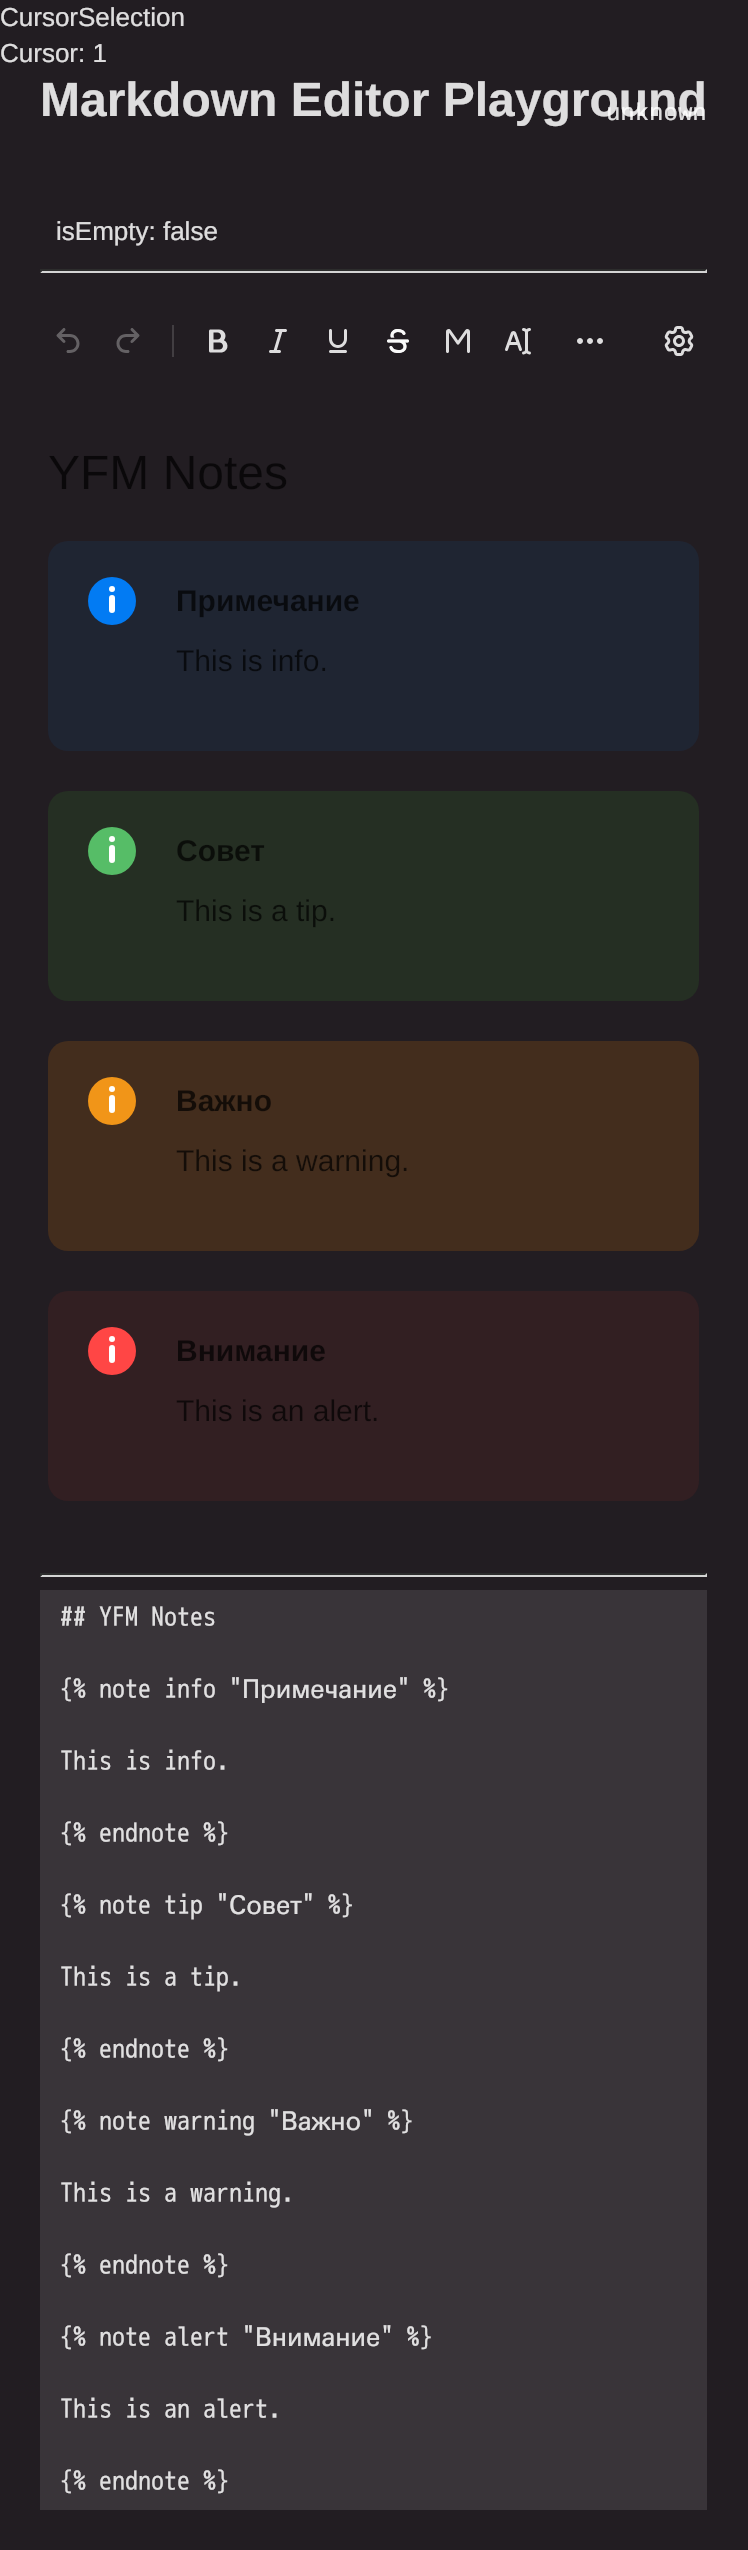 CursorSelection
Cursor: 1
Markdown Editor Playground
unknown
isEmpty: false
B I U S M AI
YFM Notes
Примечание
This is info.
Совет
This is a tip.
Важно
This is a warning.
Внимание
This is an alert.
## YFM Notes
{% note info "Примечание" %}
This is info.
{% endnote %}
{% note tip "Совет" %}
This is a tip.
{% endnote %}
{% note warning "Важно" %}
This is a warning.
{% endnote %}
{% note alert "Внимание" %}
This is an alert.
{% endnote %}